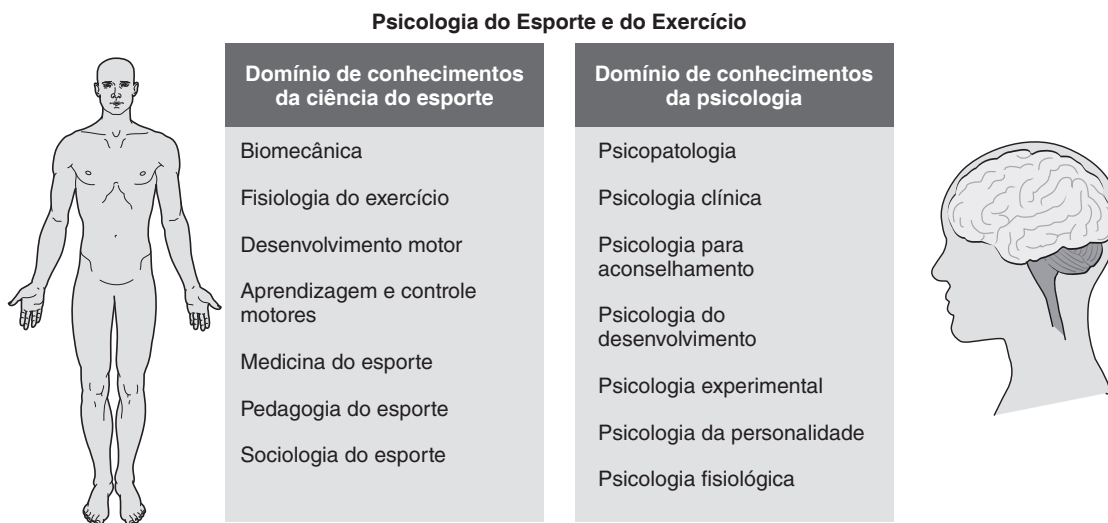 Psicologia do Esporte e do Exercício
Domínio de conhecimentos
da ciência do esporte
Biomecânica
Fisiologia do exercício
Desenvolvimento motor
Aprendizagem e controle
motores
Medicina do esporte
Pedagogia do esporte
Sociologia do esporte
Domínio de conhecimentos
da psicologia
Psicopatologia
Psicologia clínica
Psicologia para
aconselhamento
Psicologia do
desenvolvimento
Psicologia experimental
Psicologia da personalidade
Psicologia fisiológica